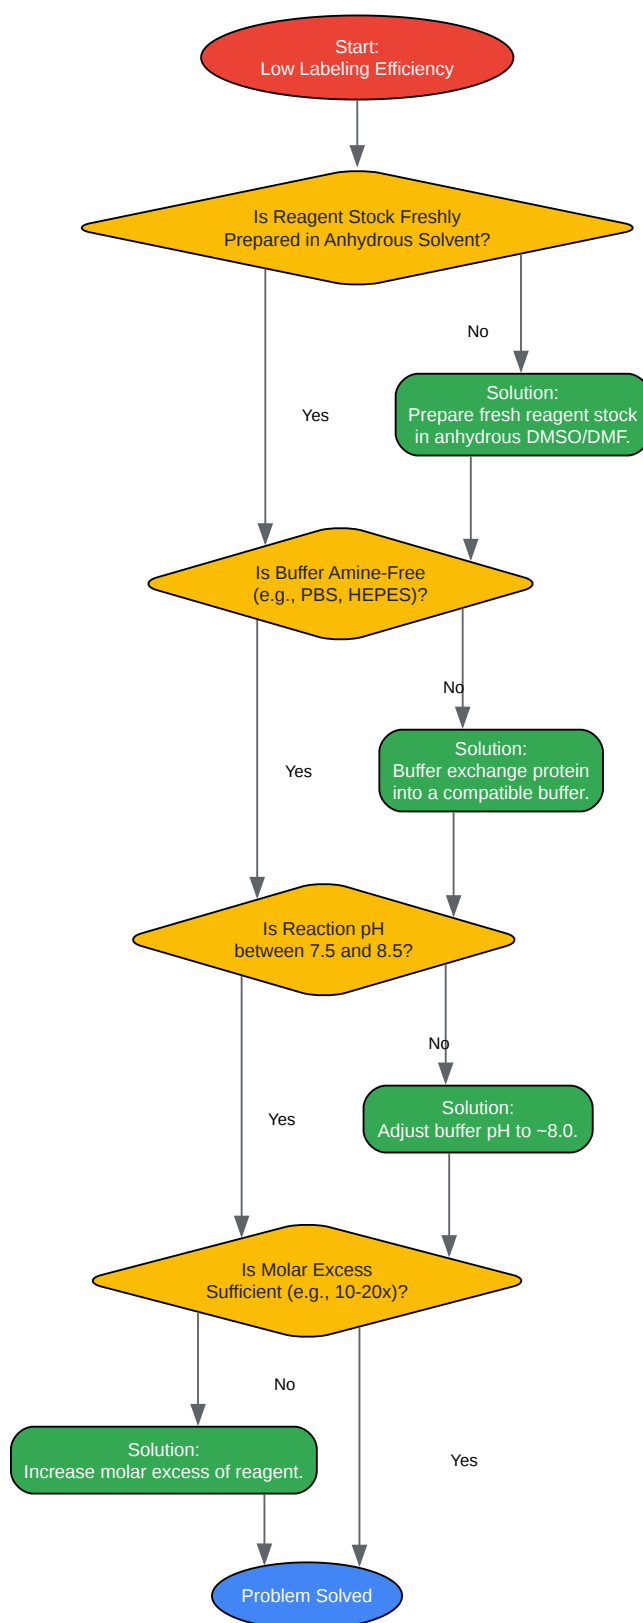 Start:
Low Labeling Efficiency
Is Reagent Stock Freshly
Prepared in Anhydrous Solvent?
No
Solution:
Prepare fresh reagent stock
in anhydrous DMSO/DMF.
Yes
Is Buffer Amine-Free
(e.g., PBS, HEPES)?
No
Solution:
Buffer exchange protein
into a compatible buffer.
Yes
Is Reaction pH
between 7.5 and 8.5?
No
Solution:
Adjust buffer pH to ~8.0.
Yes
Is Molar Excess
Sufficient (e.g., 10-20x)?
No
Solution:
Increase molar excess of reagent.
Yes
Problem Solved